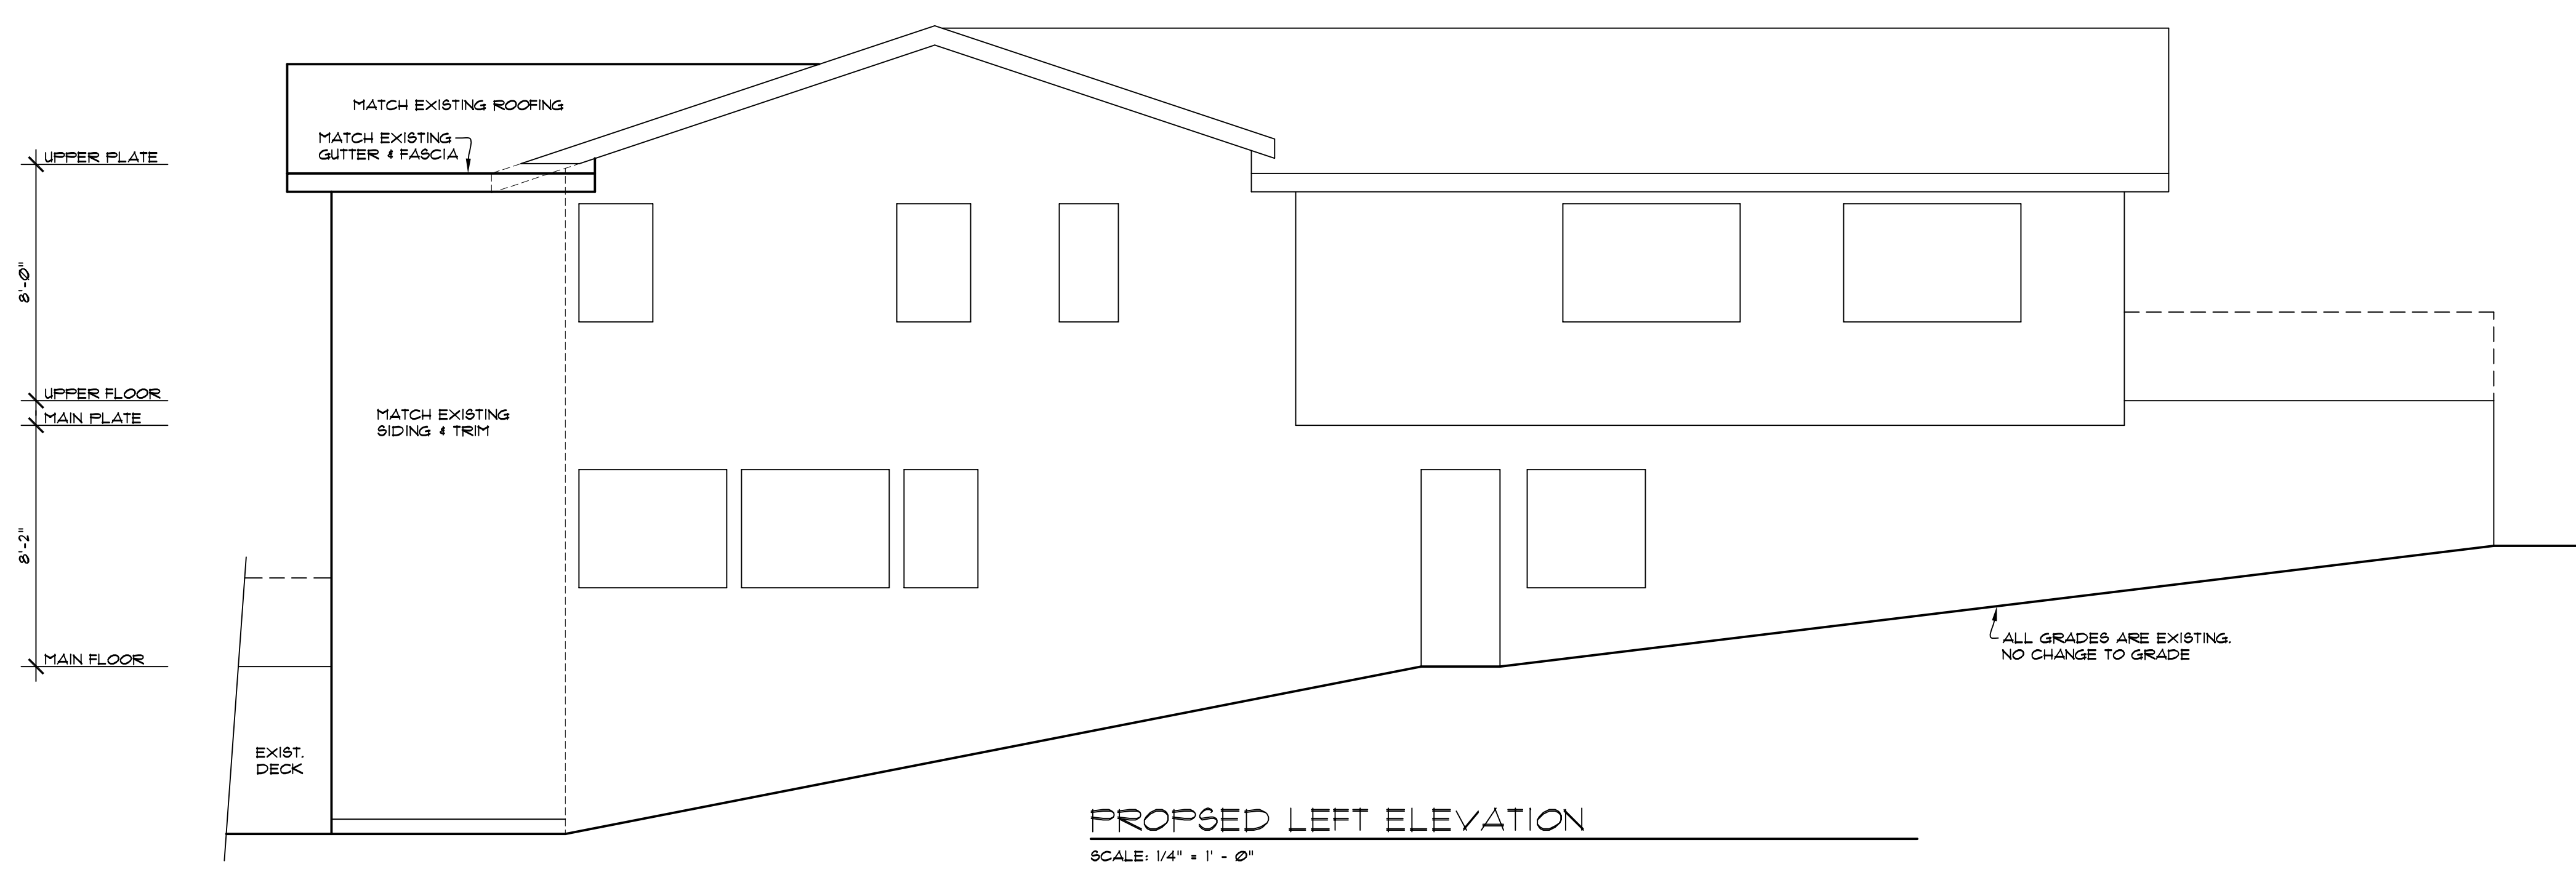 MATCH EXISTING ROOFING
MATCH EXISTING
GUTTER & FASCIA
UPPER PLATE
8'-0"
UPPER FLOOR
MAIN PLATE
MATCH EXISTING
SIDING & TRIM
8'-2"
MAIN FLOOR
ALL GRADES ARE EXISTING.
NO CHANGE TO GRADE
EXIST.
DECK
PROPSED LEFT ELEVATION
SCALE: 1/4" = 1' - 0"